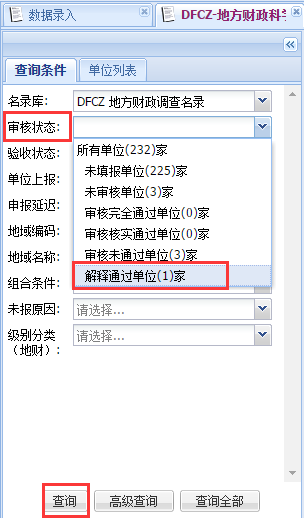 数据录入 DFCZ-地方财政科
查询条件 单位列表
名录库: DFCZ 地方财政调查名录
审核状态:
验收状态: 所有单位(232)家
单位上报: 未填报单位(225)家
申报延迟: 未审核单位(3)家
审核完全通过单位(0)家
地域编码: 审核核实通过单位(0)家
地域名称: 审核未通过单位(3)家
组合条件: 解释通过单位(1)家
未报原因: 请选择...
级别分类 请选择...
（地财）:
查询 高级查询 查询全部